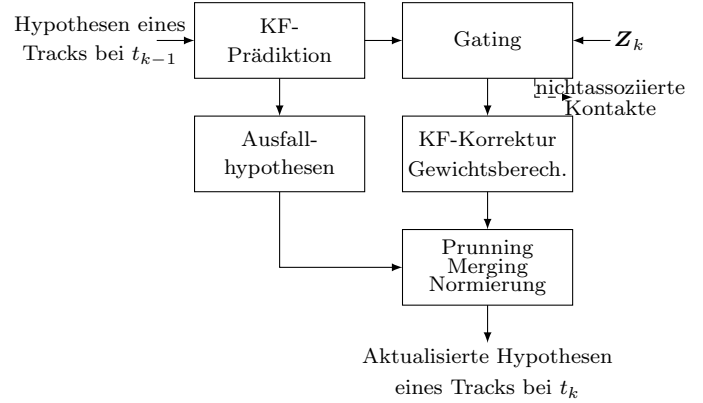 Hypothesen eines
Tracks bei t_{k−1}
KF-
Prädiktion
Gating
Z_k
nichtassoziierte
Kontakte
Ausfall-
hypothesen
KF-Korrektur
Gewichtsberech.
Prunning
Merging
Normierung
Aktualisierte Hypothesen
eines Tracks bei t_k